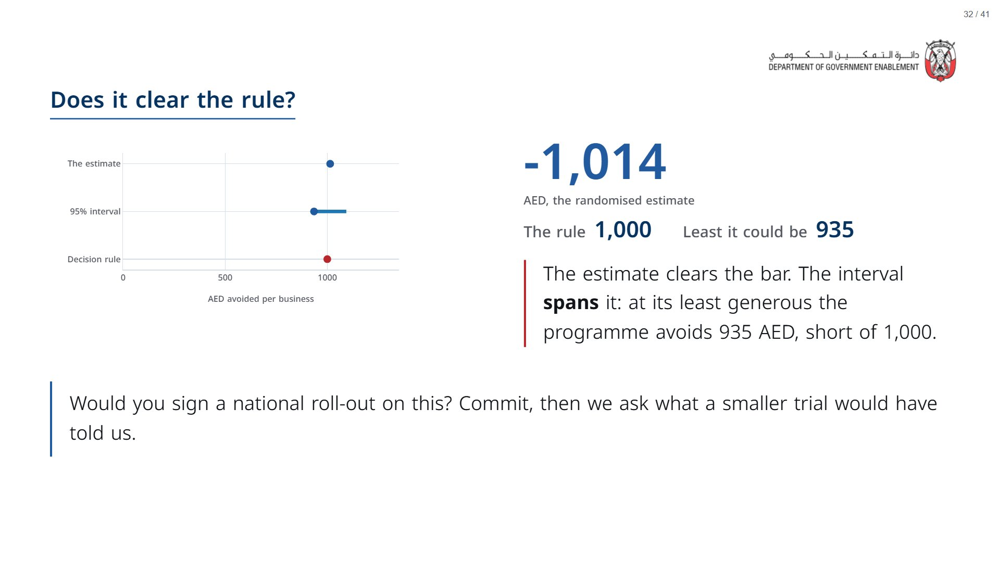 32 / 41
دائرة التمكين الحكومي
DEPARTMENT OF GOVERNMENT ENABLEMENT
Does it clear the rule?
The estimate
95% interval
Decision rule
0 500 1000
AED avoided per business
-1,014
AED, the randomised estimate
The rule 1,000 Least it could be 935
The estimate clears the bar. The interval
spans it: at its least generous the
programme avoids 935 AED, short of 1,000.
Would you sign a national roll-out on this? Commit, then we ask what a smaller trial would have
told us.